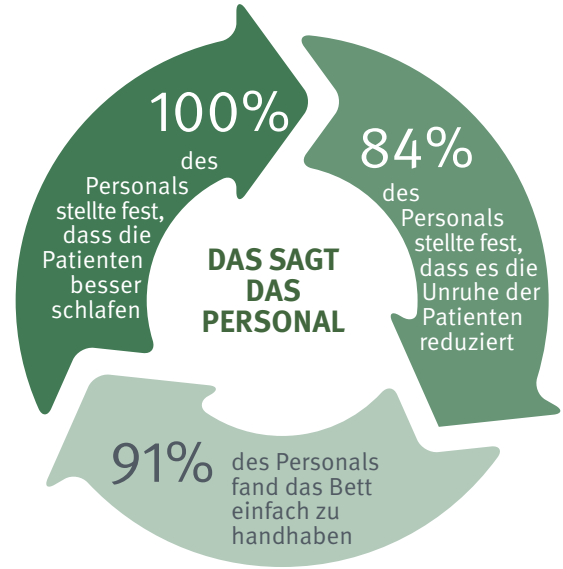 100%
des
Personals
stellte fest,
dass die
Patienten
besser
schlafen
84%
des
Personals
stellte fest,
dass es die
Unruhe der
Patienten
reduziert
DAS SAGT
DAS
PERSONAL
91%
des Personals
fand das Bett
einfach zu
handhaben